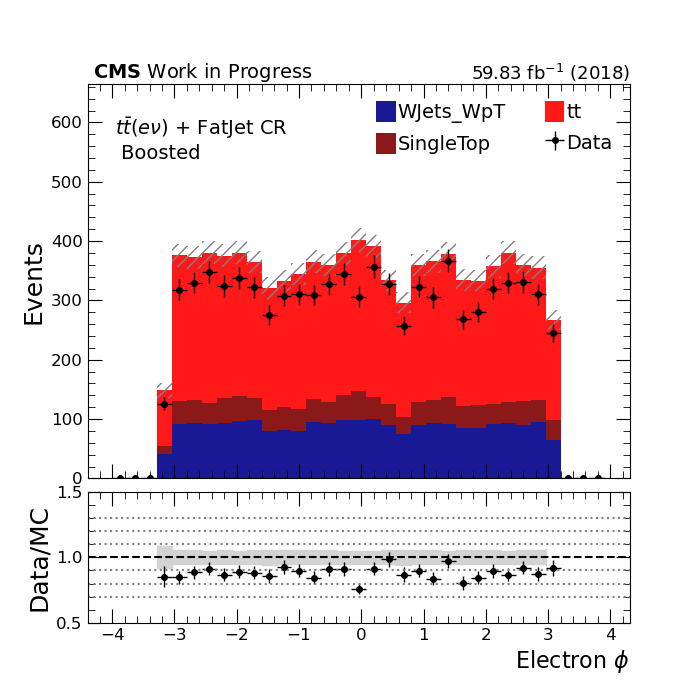 CMS Work in Progress 59.83 fb⁻¹ (2018)
tt̄(eν) + FatJet CR
Boosted
WJets_WpT tt
SingleTop Data
Events
600
500
400
300
200
100
0
Data/MC
1.5
1.0
0.5
−4 −3 −2 −1 0 1 2 3 4
Electron ϕ